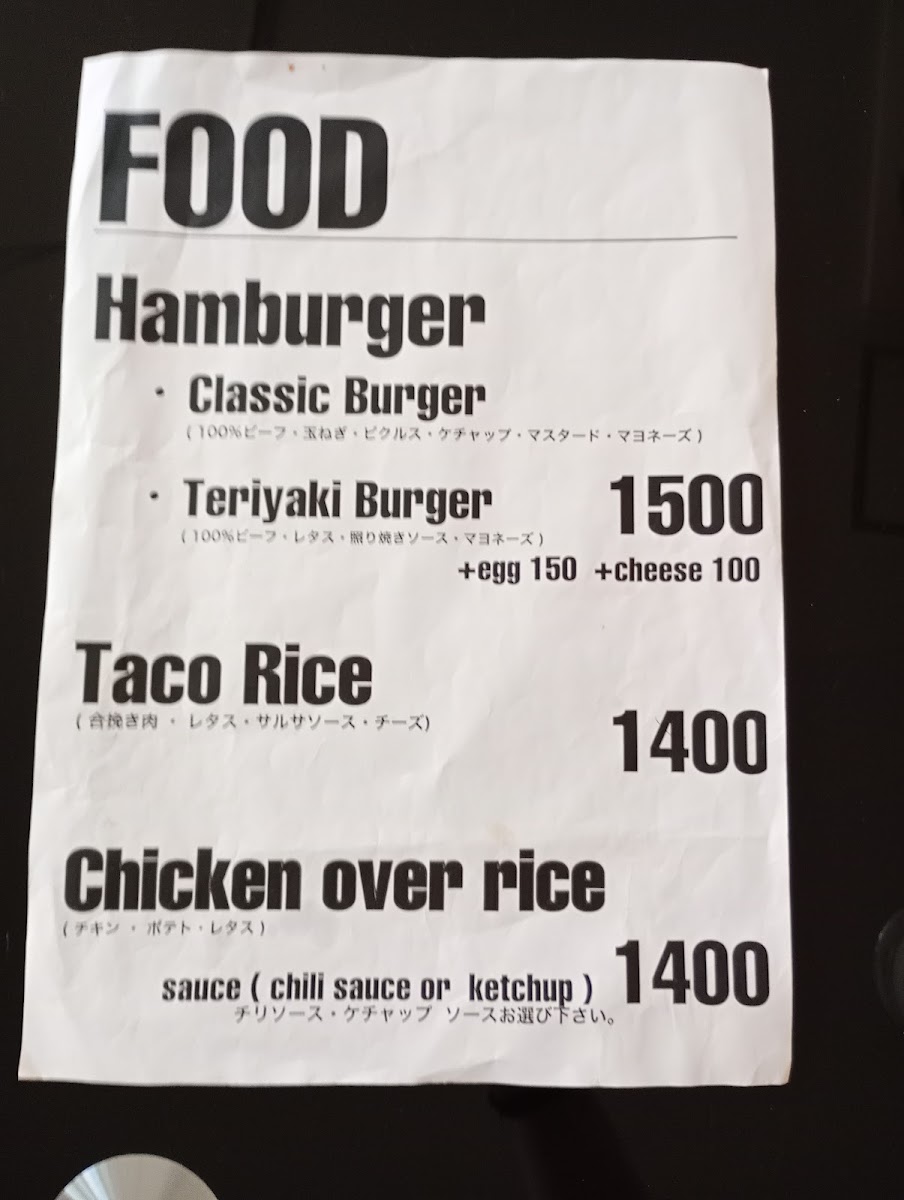 FOOD
Hamburger
・ Classic Burger
( 100%ビーフ・玉ねぎ・ピクルス・ケチャップ・マスタード・マヨネーズ )
・ Teriyaki Burger 1500
( 100%ビーフ・レタス・照り焼きソース・マヨネーズ )
+egg 150 +cheese 100
Taco Rice
( 合挽き肉 ・ レタス・サルサソース・チーズ)
1400
Chicken over rice
( チキン ・ ポテト・レタス )
sauce ( chili sauce or ketchup ) 1400
チリソース・ケチャップ ソースお選び下さい。